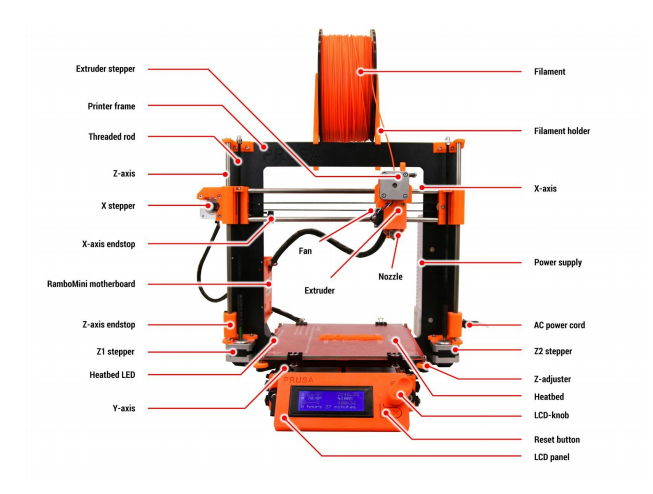 Extruder stepper
Printer frame
Threaded rod
Z-axis
X stepper
X-axis endstop
RamboMini motherboard
Z-axis endstop
Z1 stepper
Heatbed LED
Y-axis
Fan
Extruder
Nozzle
Filament
Filament holder
X-axis
Power supply
AC power cord
Z2 stepper
Z-adjuster
Heatbed
LCD-knob
Reset button
LCD panel
PRUSA